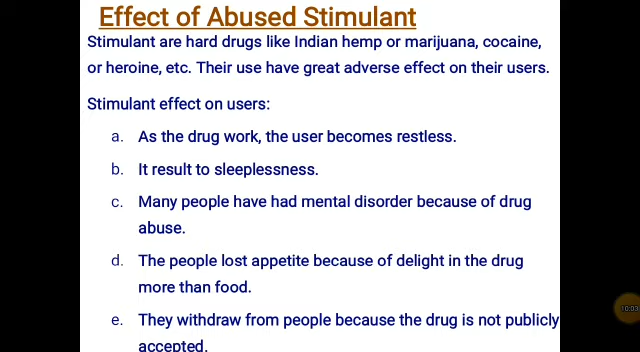 Effect of Abused Stimulant
Stimulant are hard drugs like Indian hemp or marijuana, cocaine,
or heroine, etc. Their use have great adverse effect on their users.
Stimulant effect on users:
a. As the drug work, the user becomes restless.
b. It result to sleeplessness.
c. Many people have had mental disorder because of drug
abuse.
d. The people lost appetite because of delight in the drug
more than food.
e. They withdraw from people because the drug is not publicly
accepted.
10:03